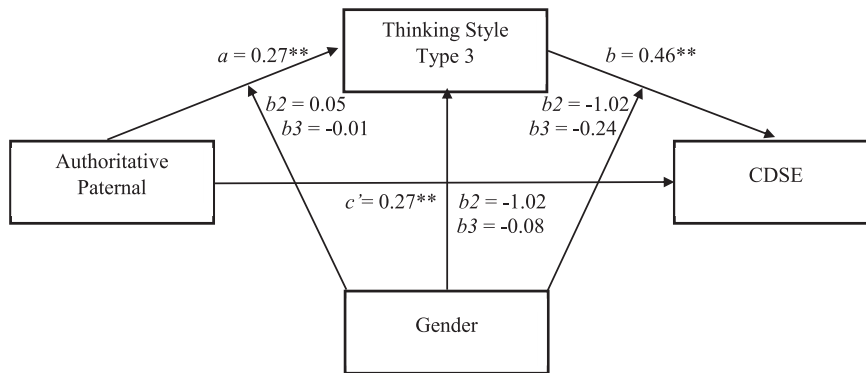 Thinking Style
Type 3
a = 0.27**
b = 0.46**
b2 = 0.05
b3 = -0.01
b2 = -1.02
b3 = -0.24
Authoritative
Paternal
CDSE
c'= 0.27**
b2 = -1.02
b3 = -0.08
Gender